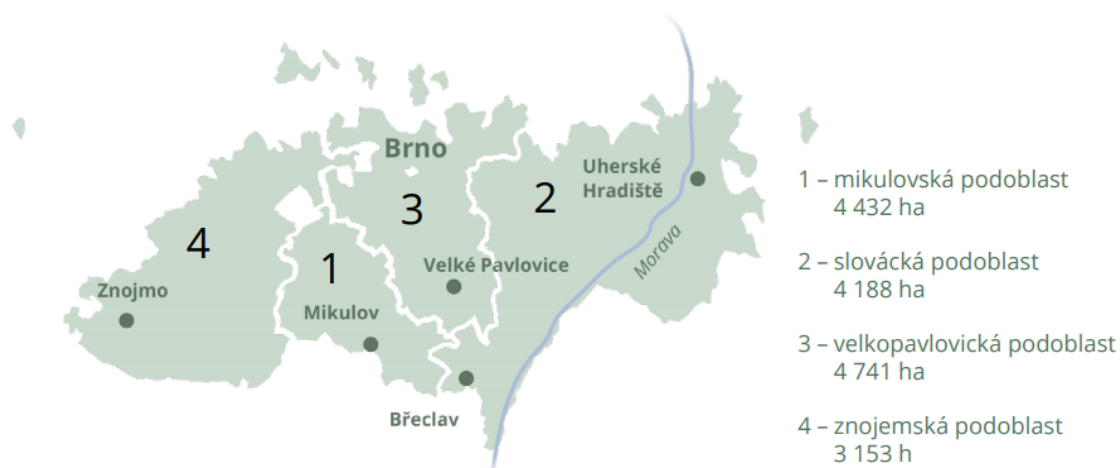 Brno
Uherské
Hradiště
2
3
4
1
Morava
Velké Pavlovice
Znojmo
Mikulov
Břeclav
1 – mikulovská podoblast
4 432 ha
2 – slovácká podoblast
4 188 ha
3 – velkopavlovická podoblast
4 741 ha
4 – znojemská podoblast
3 153 h